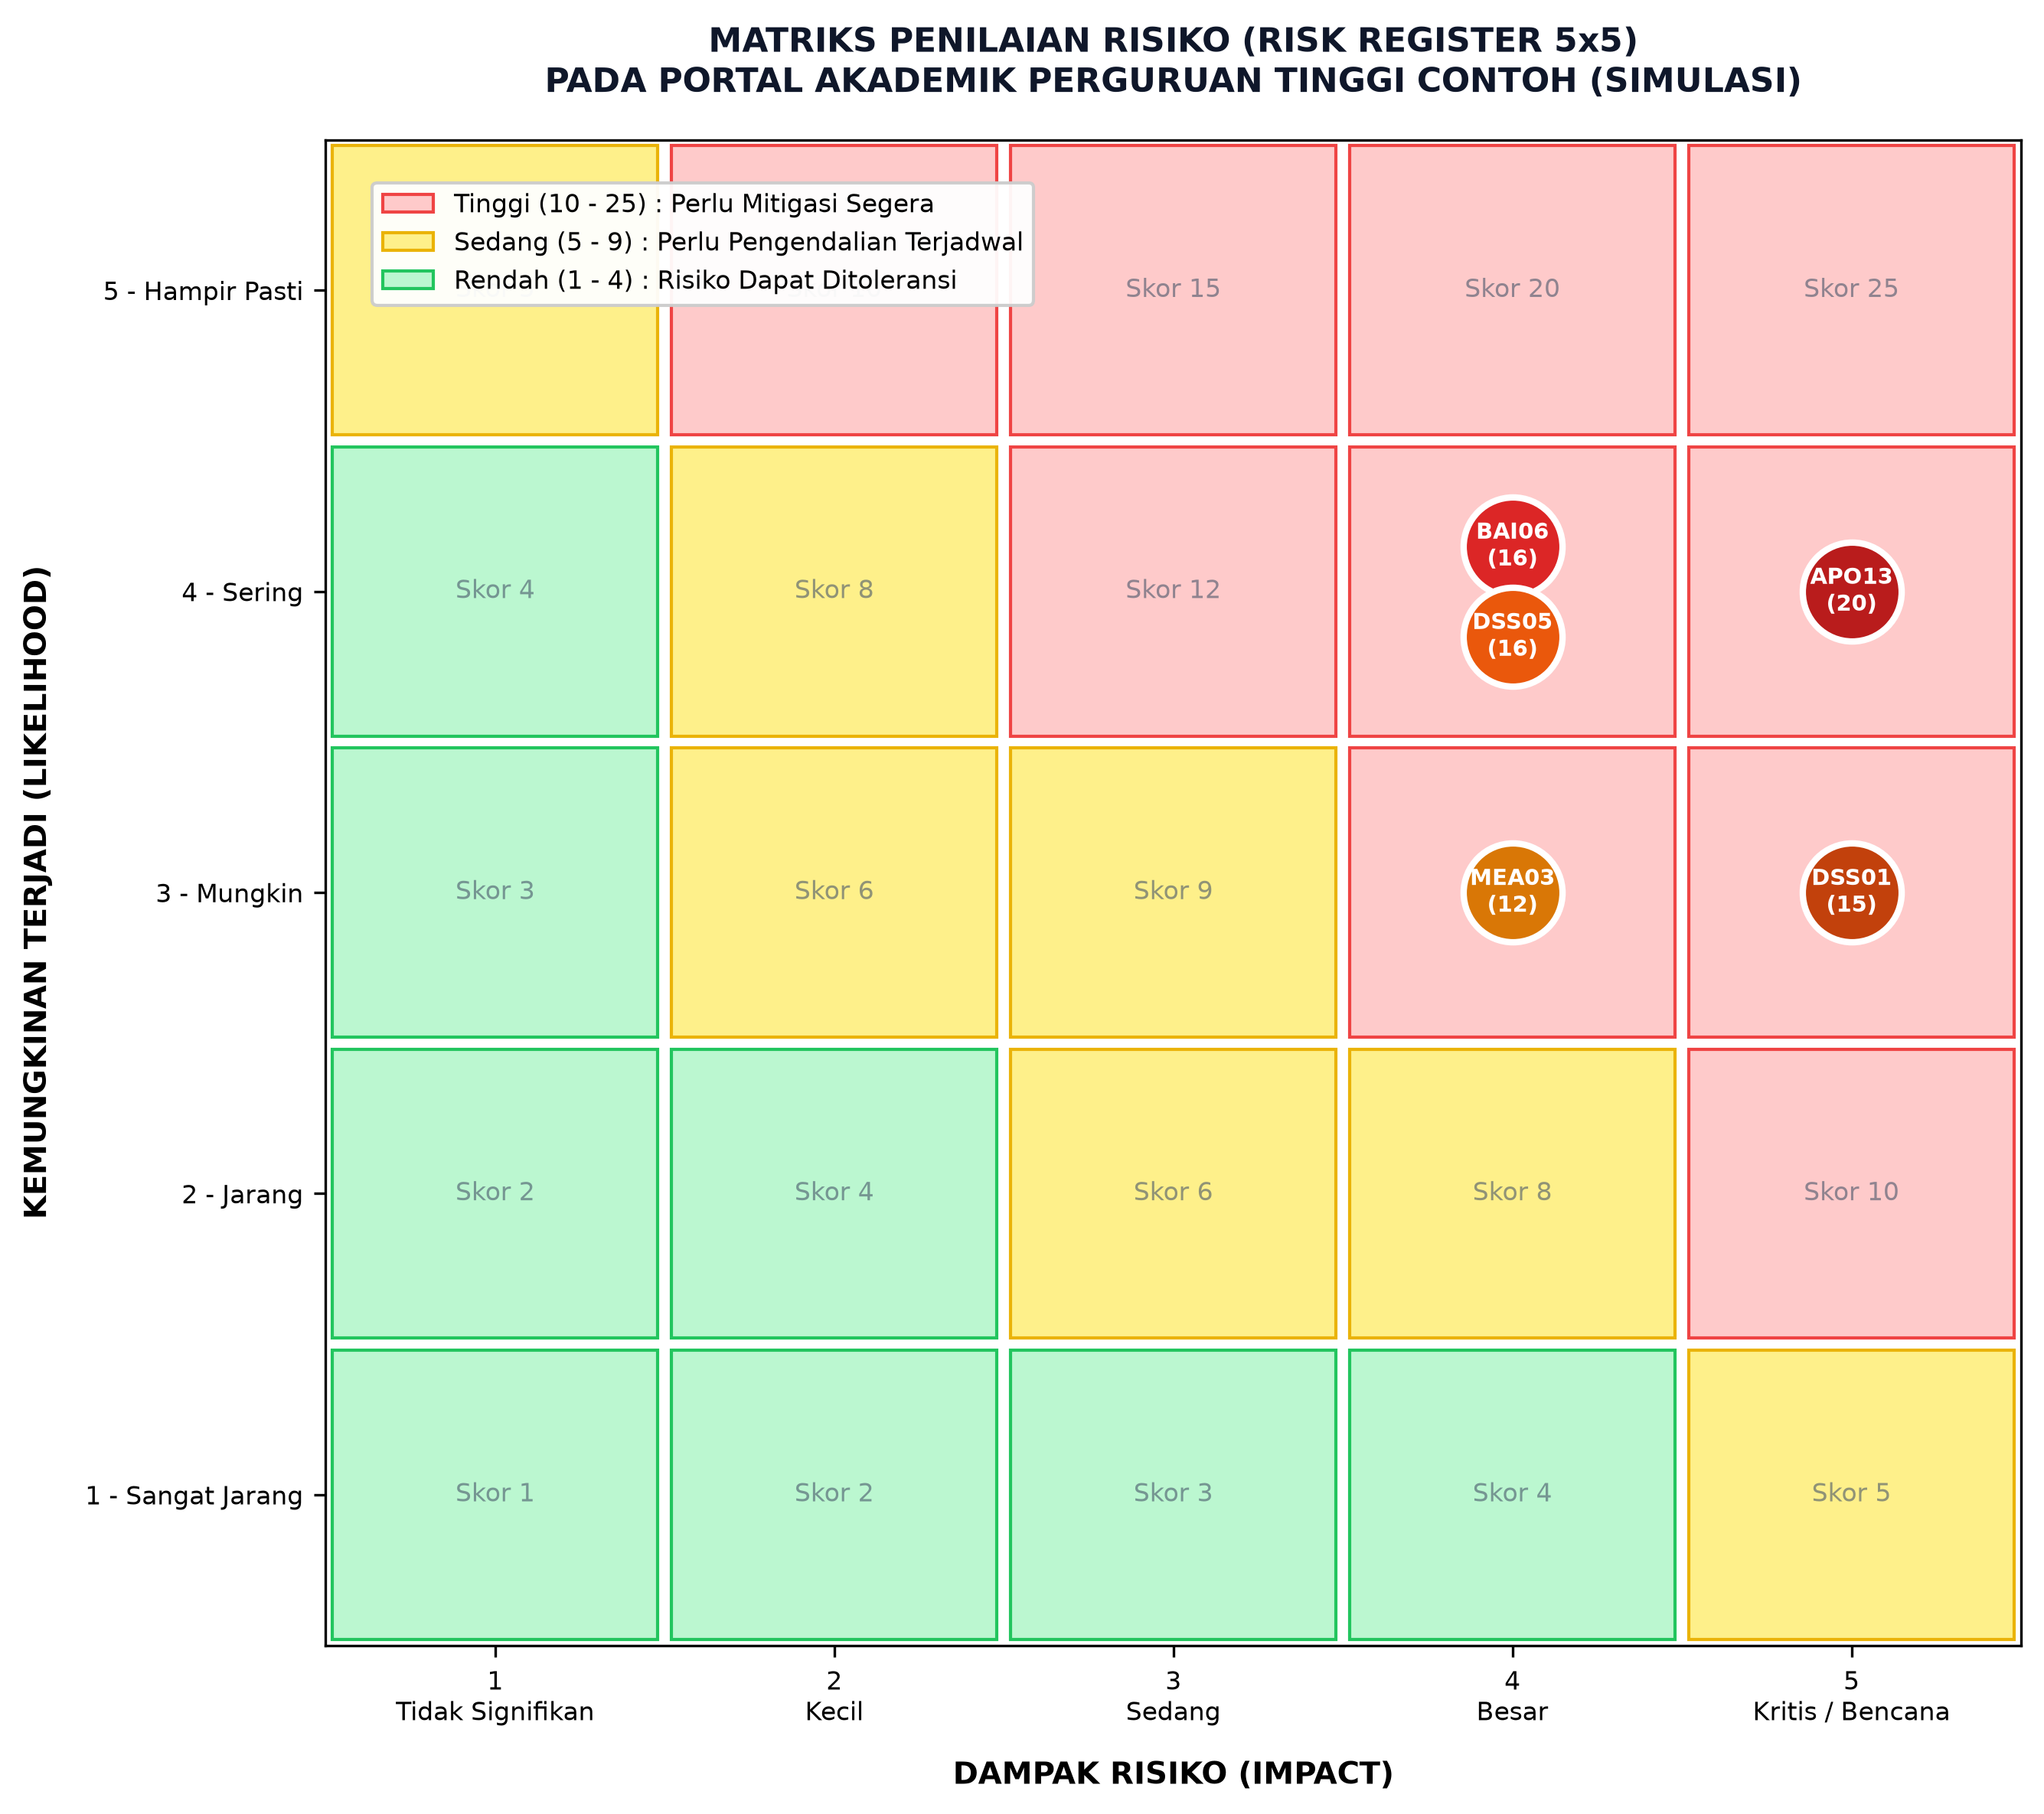 MATRIKS PENILAIAN RISIKO (RISK REGISTER 5x5)
PADA PORTAL AKADEMIK PERGURUAN TINGGI CONTOH (SIMULASI)
Tinggi (10 - 25) : Perlu Mitigasi Segera
Sedang (5 - 9) : Perlu Pengendalian Terjadwal
Rendah (1 - 4) : Risiko Dapat Ditoleransi
KEMUNGKINAN TERJADI (LIKELIHOOD)
5 - Hampir Pasti
Skor 15
Skor 20
Skor 25
4 - Sering
Skor 4
Skor 8
Skor 12
BAI06
(16)
DSS05
(16)
APO13
(20)
3 - Mungkin
Skor 3
Skor 6
Skor 9
MEA03
(12)
DSS01
(15)
2 - Jarang
Skor 2
Skor 4
Skor 6
Skor 8
Skor 10
1 - Sangat Jarang
Skor 1
Skor 2
Skor 3
Skor 4
Skor 5
1
Tidak Signifikan
2
Kecil
3
Sedang
4
Besar
5
Kritis / Bencana
DAMPAK RISIKO (IMPACT)